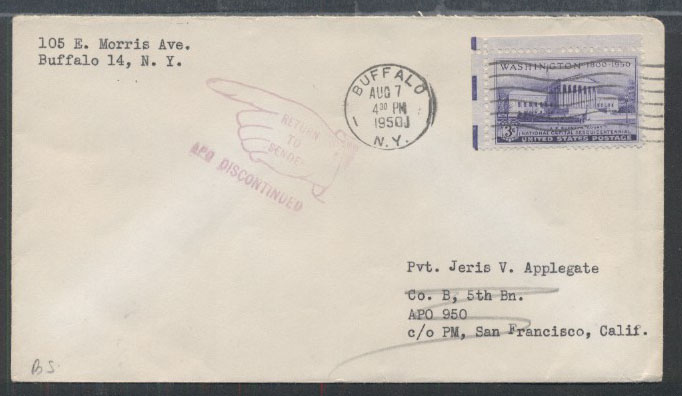 105 E. Morris Ave.
Buffalo 14, N. Y.
BUFFALO
AUG 7
4 30 PM
1950
1
N.Y.
WASHINGTON 1800-1950
3¢
NATIONAL CAPITAL SESQUICENTENNIAL
UNITED STATES POSTAGE
RETURN
TO
SENDER
APO DISCONTINUED
Pvt. Jeris V. Applegate
Co. B, 5th Bn.
APO 950
c/o PM, San Francisco, Calif.
B.S.